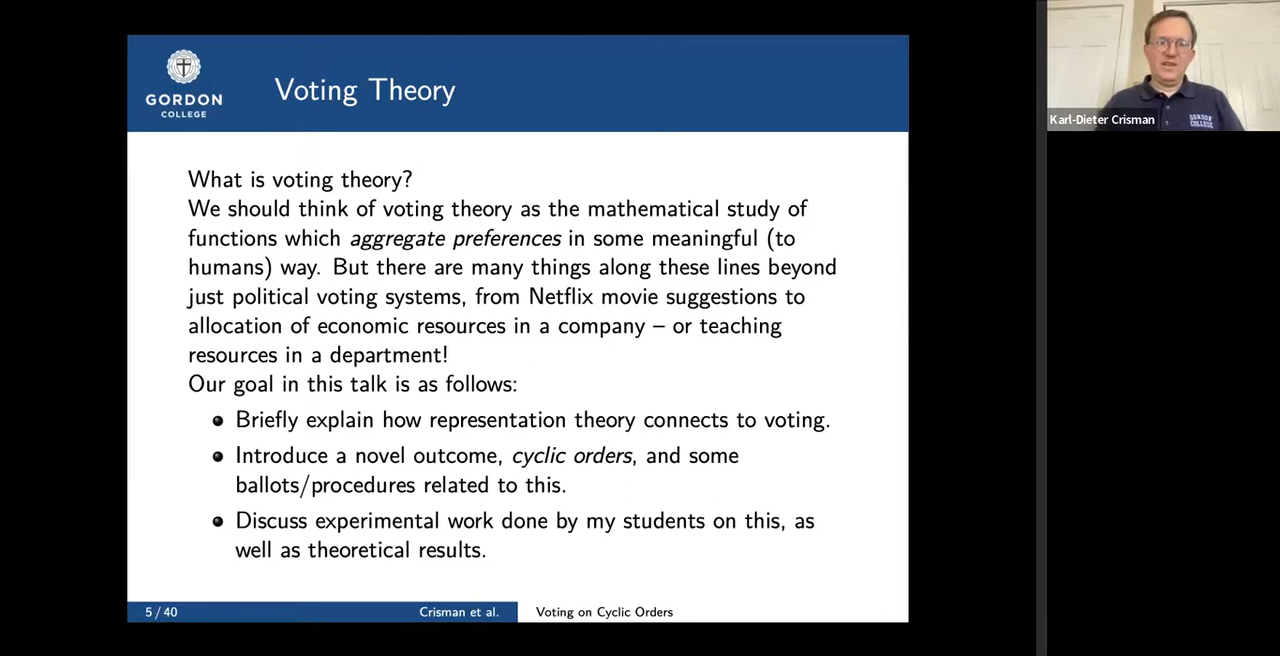 GORDON
COLLEGE
Voting Theory
What is voting theory?
We should think of voting theory as the mathematical study of
functions which aggregate preferences in some meaningful (to
humans) way. But there are many things along these lines beyond
just political voting systems, from Netflix movie suggestions to
allocation of economic resources in a company – or teaching
resources in a department!
Our goal in this talk is as follows:
Briefly explain how representation theory connects to voting.
Introduce a novel outcome, cyclic orders, and some
ballots/procedures related to this.
Discuss experimental work done by my students on this, as
well as theoretical results.
5 / 40
Crisman et al.
Voting on Cyclic Orders
Karl-Dieter Crisman
GORDON
COLLEGE